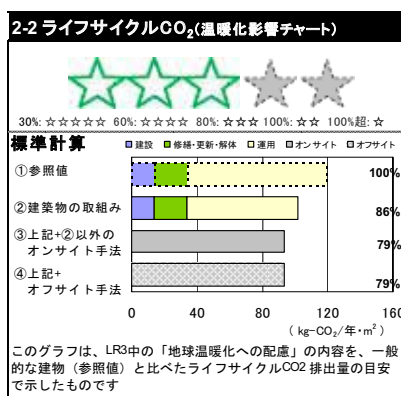 2-2 ライフサイクルCO₂(温暖化影響チャート)
30%: ☆☆☆☆☆ 60%: ☆☆☆☆ 80%: ☆☆☆ 100%: ☆☆ 100%超: ☆
標準計算
建設 修繕・更新・解体 運用 オンサイト オフサイト
①参照値 100%
②建築物の取組み 86%
③上記+②以外の
オンサイト手法 79%
④上記+
オフサイト手法 79%
0 40 80 120 160
( kg-CO₂/年・㎡ )
このグラフは、LR3中の「地球温暖化への配慮」の内容を、一般
的な建物(参照値)と比べたライフサイクルCO2 排出量の目安
で示したものです